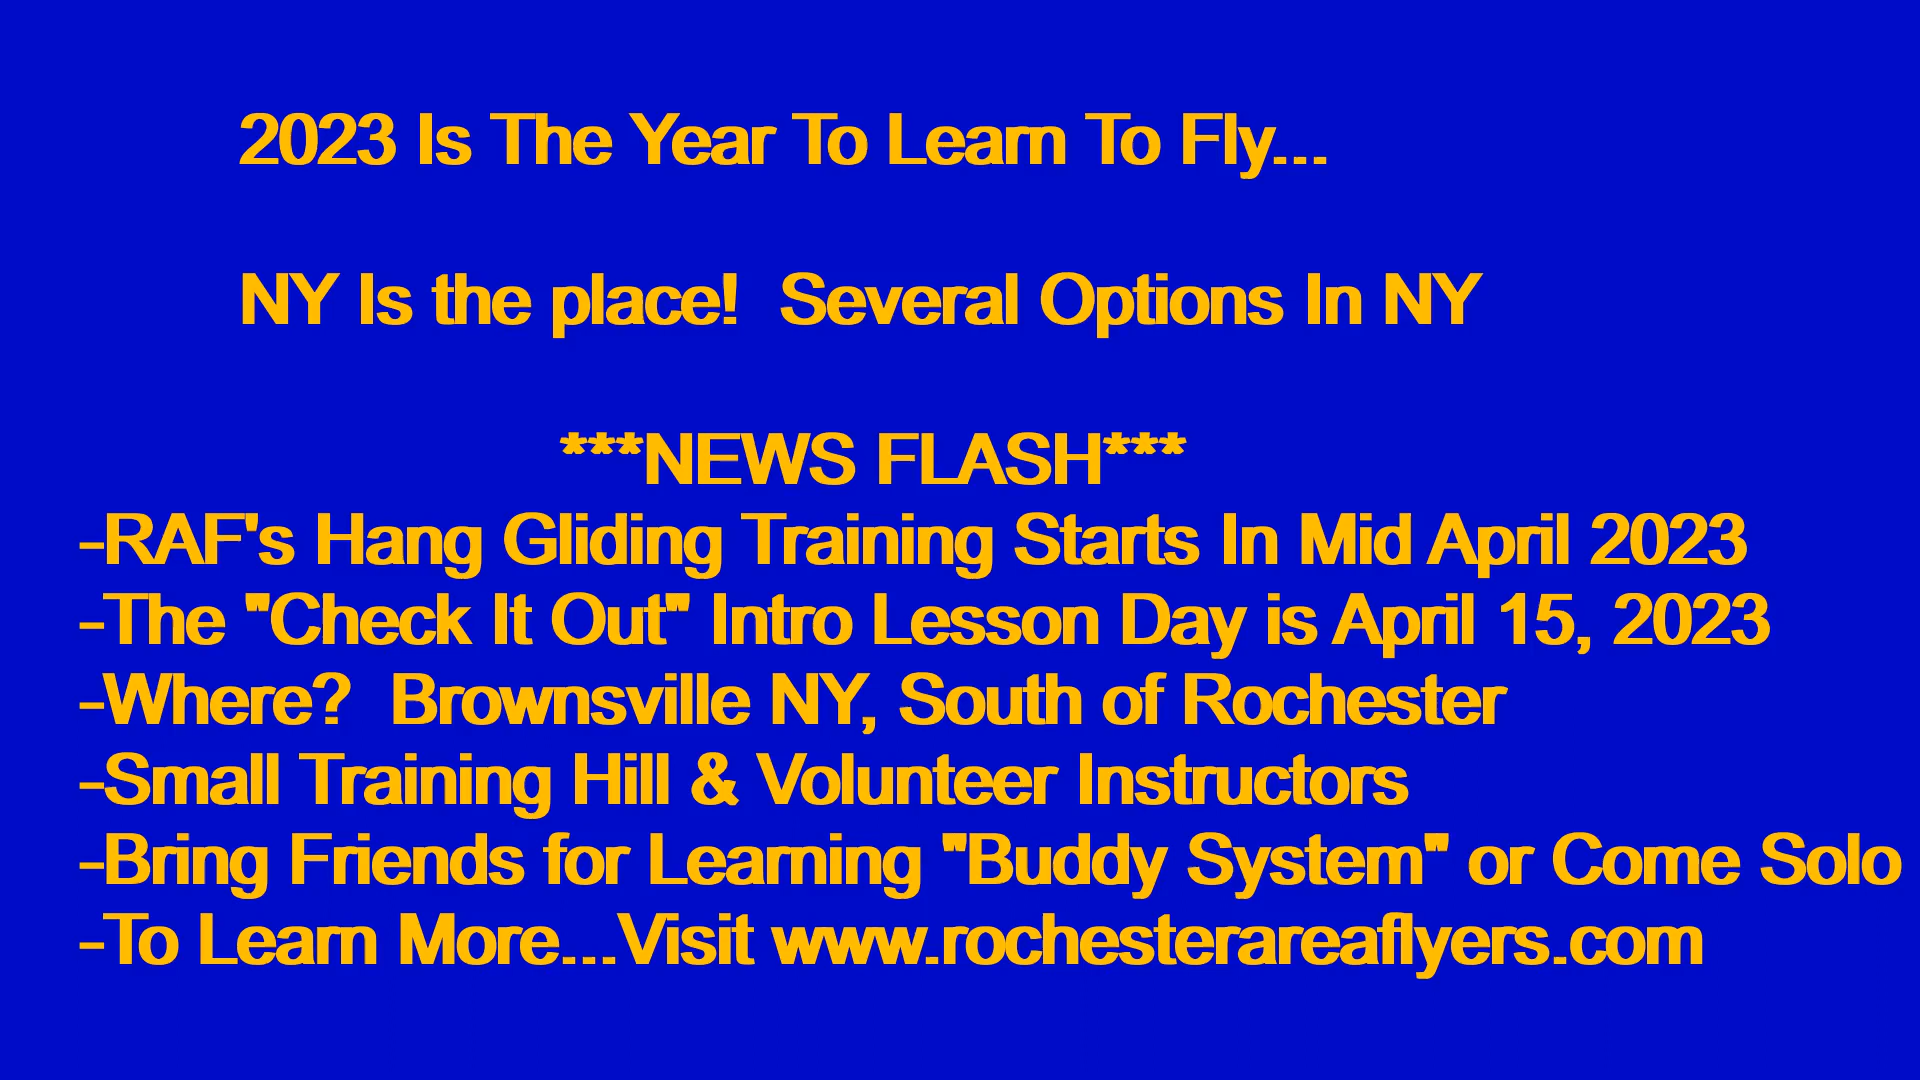 2023 Is The Year To Learn To Fly...
NY Is the place!  Several Options In NY
***NEWS FLASH***
-RAF's Hang Gliding Training Starts In Mid April 2023
-The "Check It Out" Intro Lesson Day is April 15, 2023
-Where?  Brownsville NY, South of Rochester
-Small Training Hill & Volunteer Instructors
-Bring Friends for Learning "Buddy System" or Come Solo
-To Learn More...Visit www.rochesterareaflyers.com